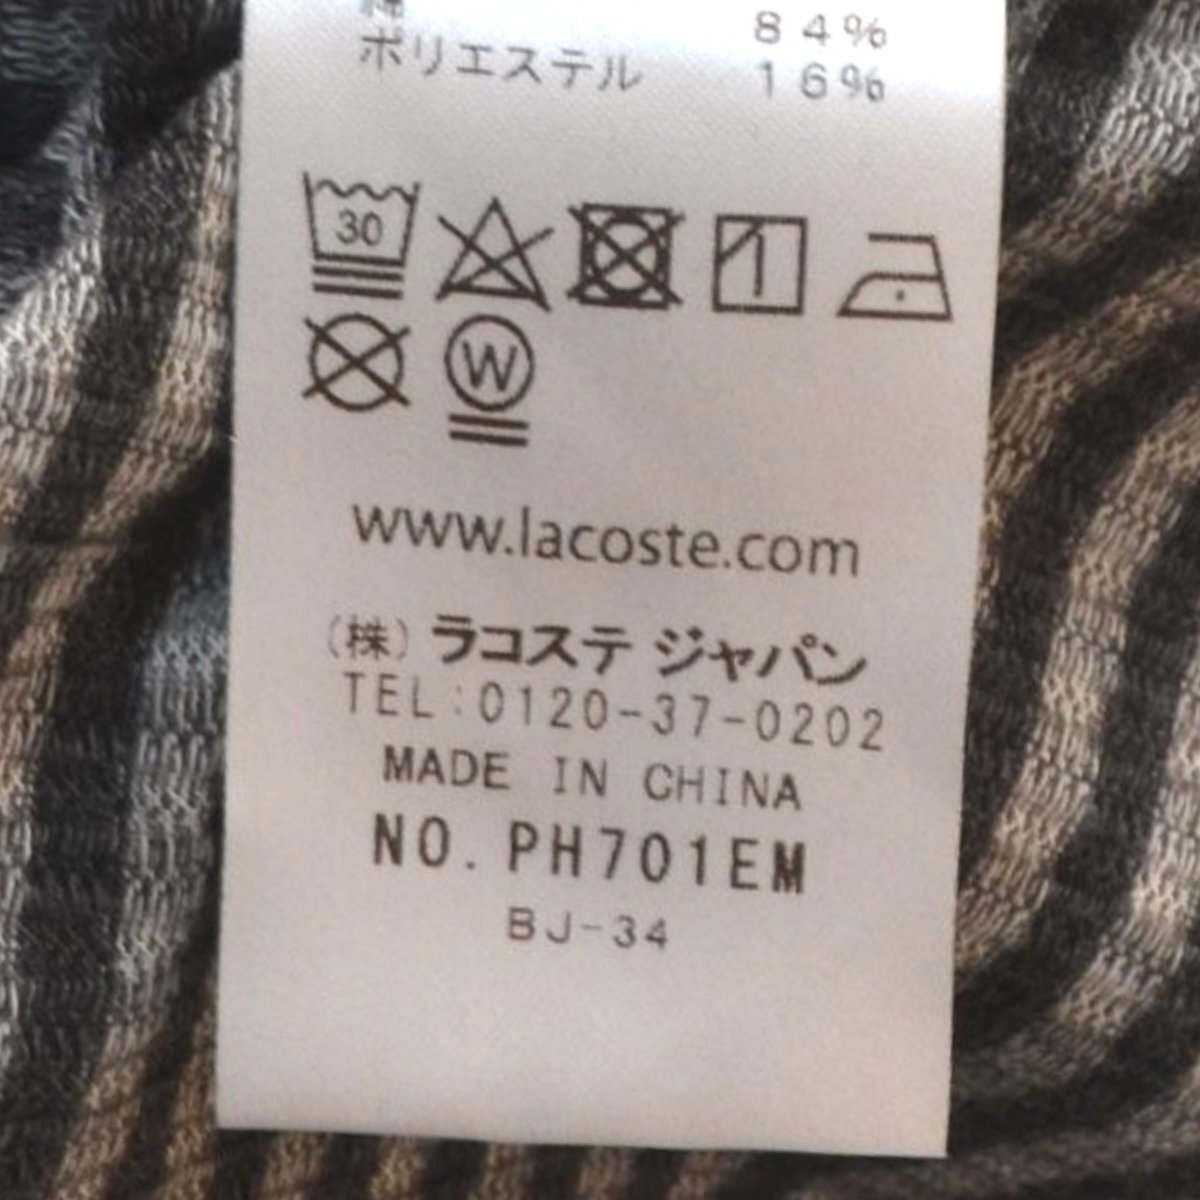 84%
ポリエステル 16%
30
W
www.lacoste.com
(株) ラコステ ジャパン
TEL:0120-37-0202
MADE IN CHINA
NO. PH701EM
BJ-34